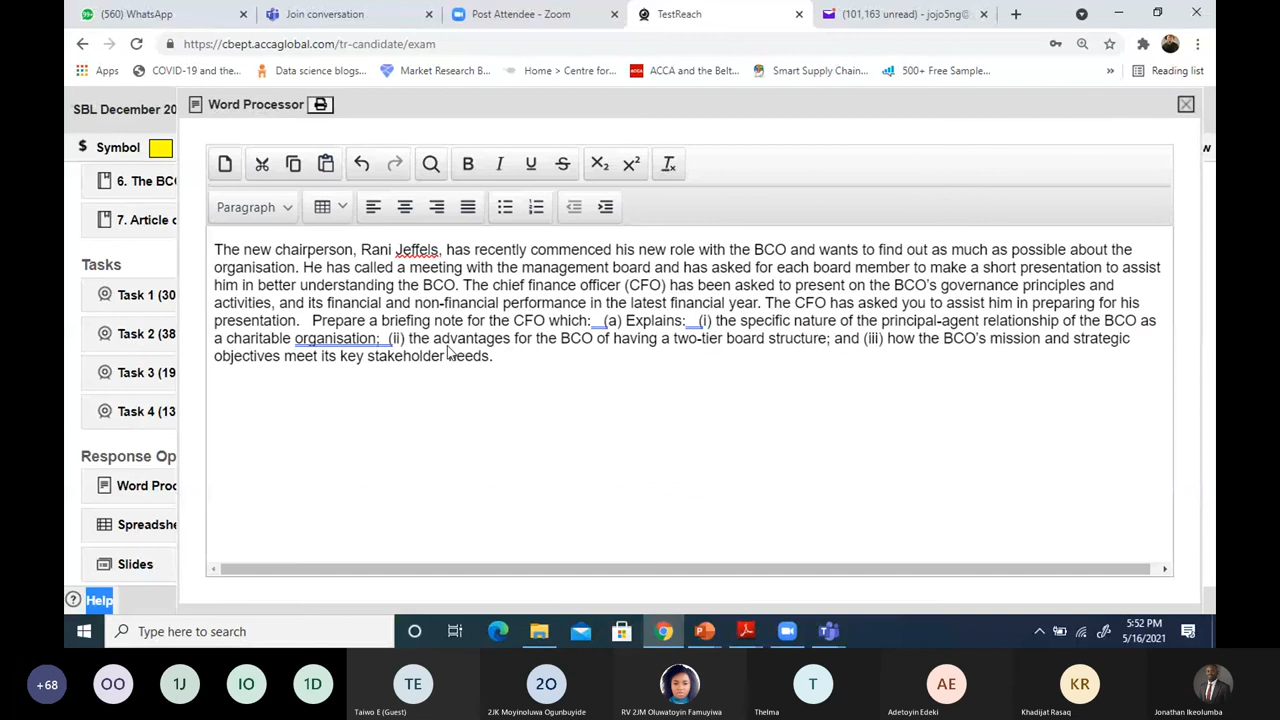 (560) WhatsApp
Join conversation
Post Attendee - Zoom
TestReach
(101,163 unread) - jojo5ng@
https://cbept.accaglobal.com/tr-candidate/exam
Apps
COVID-19 and the...
Data science blogs...
Market Research B...
Home > Centre for...
ACCA and the Belt...
Smart Supply Chain...
500+ Free Sample...
»
Reading list
SBL December 20
Word Processor
$ Symbol
W
6. The BC
7. Article o
Tasks
Task 1 (30
Task 2 (38
Task 3 (19
Task 4 (13
Response Op
Word Proc
Spreadshe
Slides
Help
Paragraph
The new chairperson, Rani Jeffels, has recently commenced his new role with the BCO and wants to find out as much as possible about the
organisation. He has called a meeting with the management board and has asked for each board member to make a short presentation to assist
him in better understanding the BCO. The chief finance officer (CFO) has been asked to present on the BCO's governance principles and
activities, and its financial and non-financial performance in the latest financial year. The CFO has asked you to assist him in preparing for his
presentation. Prepare a briefing note for the CFO which: (a) Explains: (i) the specific nature of the principal-agent relationship of the BCO as
a charitable organisation; (ii) the advantages for the BCO of having a two-tier board structure; and (iii) how the BCO's mission and strategic
objectives meet its key stakeholder needs.
Type here to search
5:52 PM
5/16/2021
+68
OO
1J
IO
1D
TE
2O
T
AE
KR
Taiwo E (Guest)
2JK Moyinoluwa Ogunbuyide
RV 2JM Oluwatoyin Famuyiwa
Thelma
Adetoyin Edeki
Khadijat Rasaq
Jonathan Ikeolumba